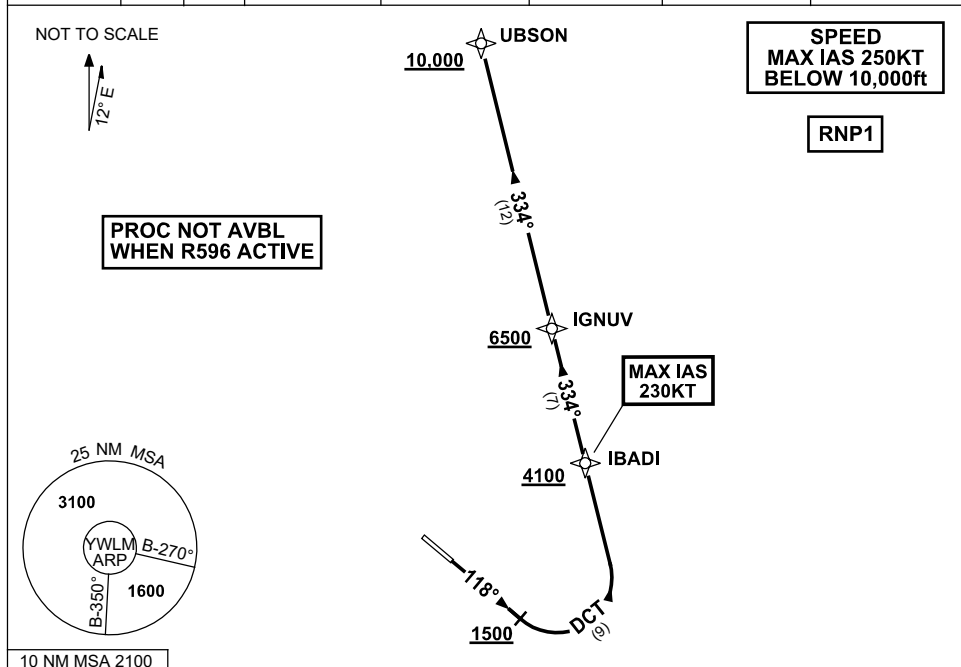 NOT TO SCALE
12° E
UBSON
10,000
SPEED
MAX IAS 250KT
BELOW 10,000ft
RNP1
334°
(12)
PROC NOT AVBL
WHEN R596 ACTIVE
IGNUV
6500
334°
(7)
MAX IAS
230KT
IBADI
4100
118°
1500
DCT
(9)
25 NM MSA
3100
YWLM
ARP
B-270°
B-350°
1600
10 NM MSA 2100